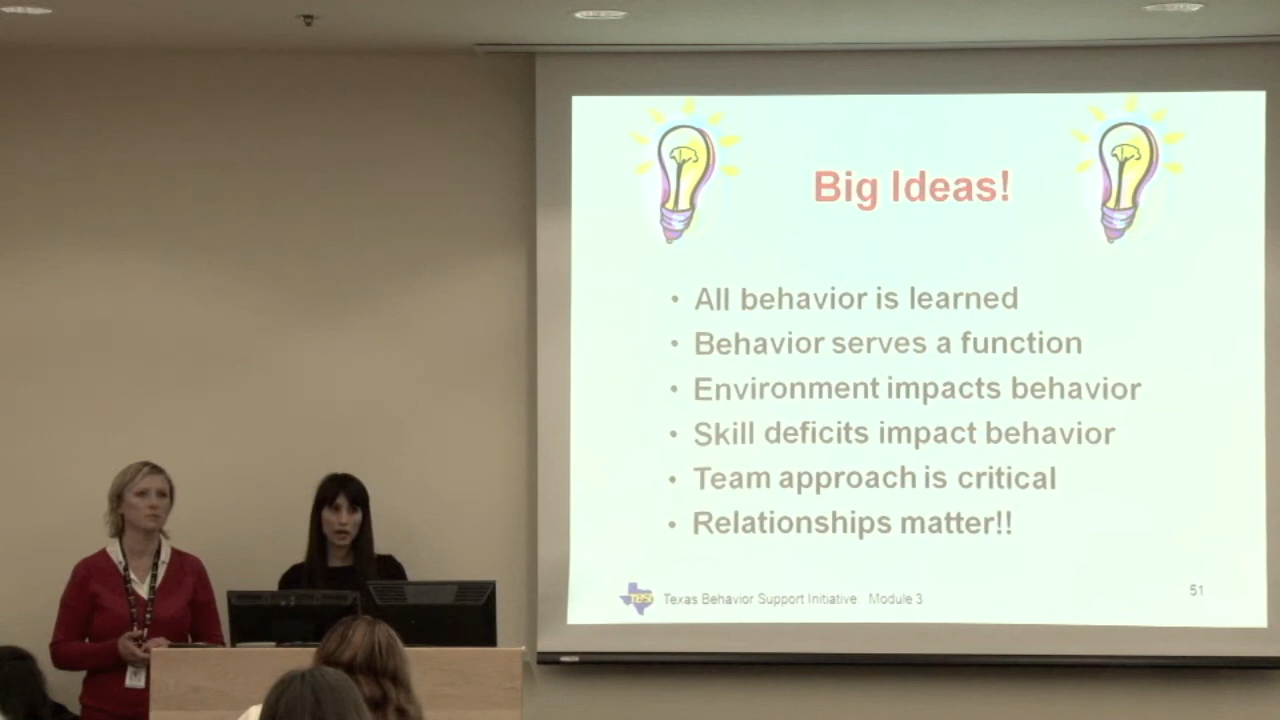 Big Ideas!
• All behavior is learned
• Behavior serves a function
• Environment impacts behavior
• Skill deficits impact behavior
• Team approach is critical
• Relationships matter!!
TBSI Texas Behavior Support Initiative: Module 3
51